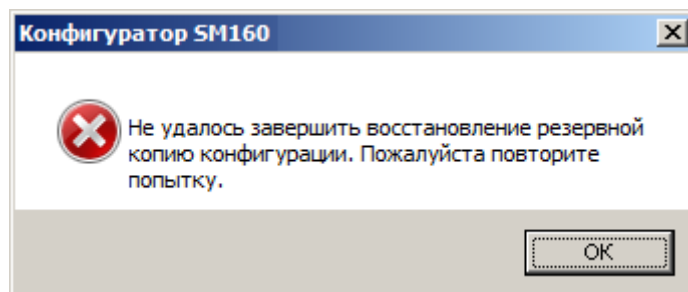 Конфигуратор SM160
Не удалось завершить восстановление резервной
копию конфигурации. Пожалуйста повторите
попытку.
OK